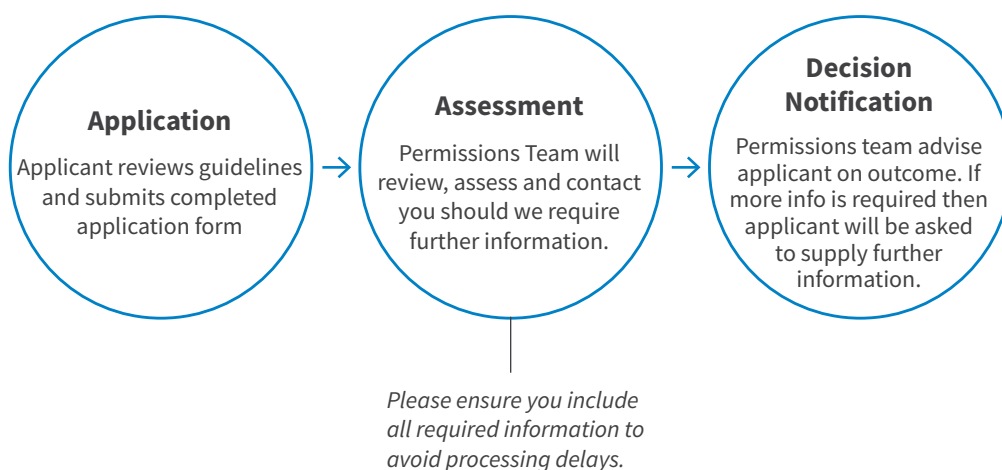 Application
Applicant reviews guidelines
and submits completed
application form
Assessment
Permissions Team will
review, assess and contact
you should we require
further information.
Decision
Notification
Permissions team advise
applicant on outcome. If
more info is required then
applicant will be asked
to supply further
information.
Please ensure you include
all required information to
avoid processing delays.